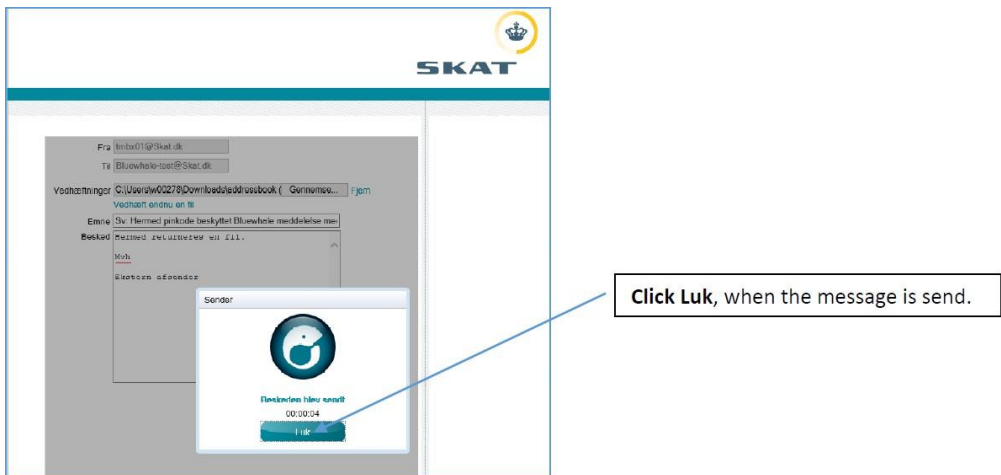 SKAT
Fra tmbx01@Skat.dk
Til Bluewhale-test@Skat.dk
Vedhæftninger C:\Users\w00278\Downloads\addressbook ( Gennemse... Fjern
Vedhæft endnu en fil
Emne Sv: Hermed pinkode beskyttet Bluewhale meddelelse me
Besked Hermed returneres en fil.
Mvh
Ekstern afsender
Sender
Beskeden blev sendt
00:00:04
Luk
Click Luk, when the message is send.